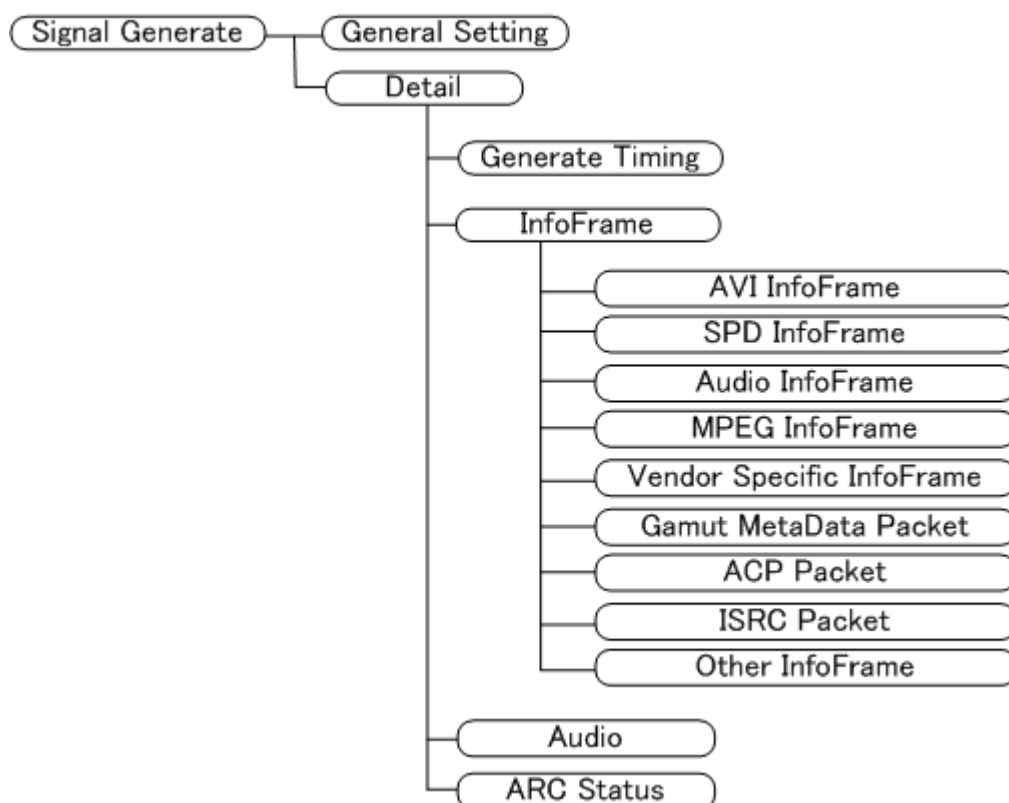 Signal Generate
General Setting
Detail
Generate Timing
InfoFrame
AVI InfoFrame
SPD InfoFrame
Audio InfoFrame
MPEG InfoFrame
Vendor Specific InfoFrame
Gamut MetaData Packet
ACP Packet
ISRC Packet
Other InfoFrame
Audio
ARC Status